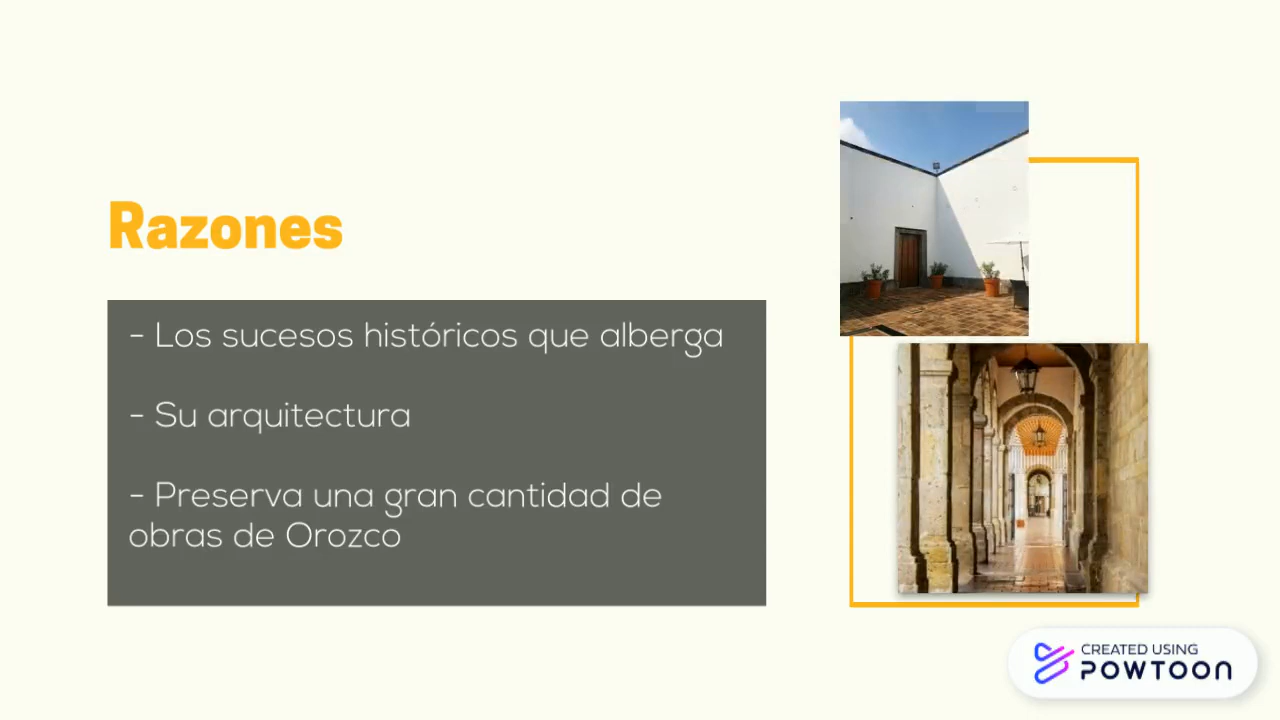 Razones
- Los sucesos históricos que alberga
- Su arquitectura
- Preserva una gran cantidad de
obras de Orozco
CREATED USING
POWTOON